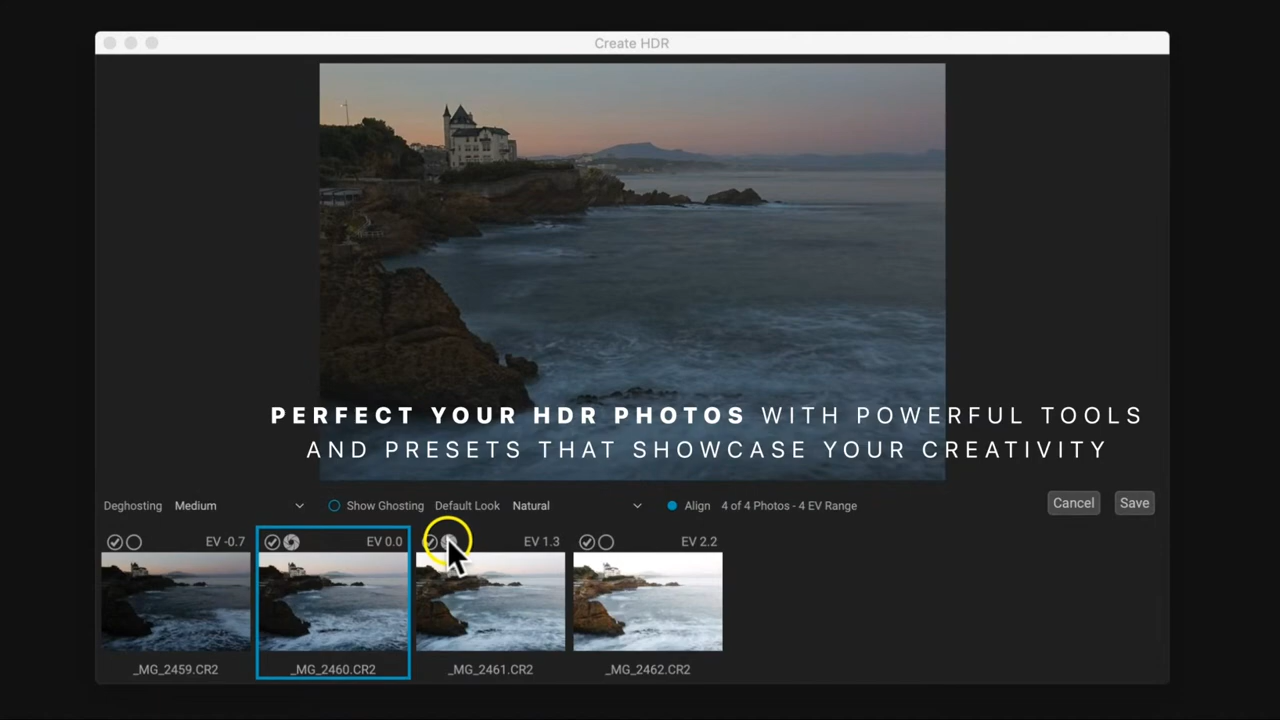 Create HDR
PERFECT YOUR HDR PHOTOS WITH POWERFUL TOOLS
AND PRESETS THAT SHOWCASE YOUR CREATIVITY
Deghosting Medium Show Ghosting Default Look Natural Align 4 of 4 Photos - 4 EV Range Cancel Save
EV -0.7 EV 0.0 EV 1.3 EV 2.2
_MG_2459.CR2 _MG_2460.CR2 _MG_2461.CR2 _MG_2462.CR2